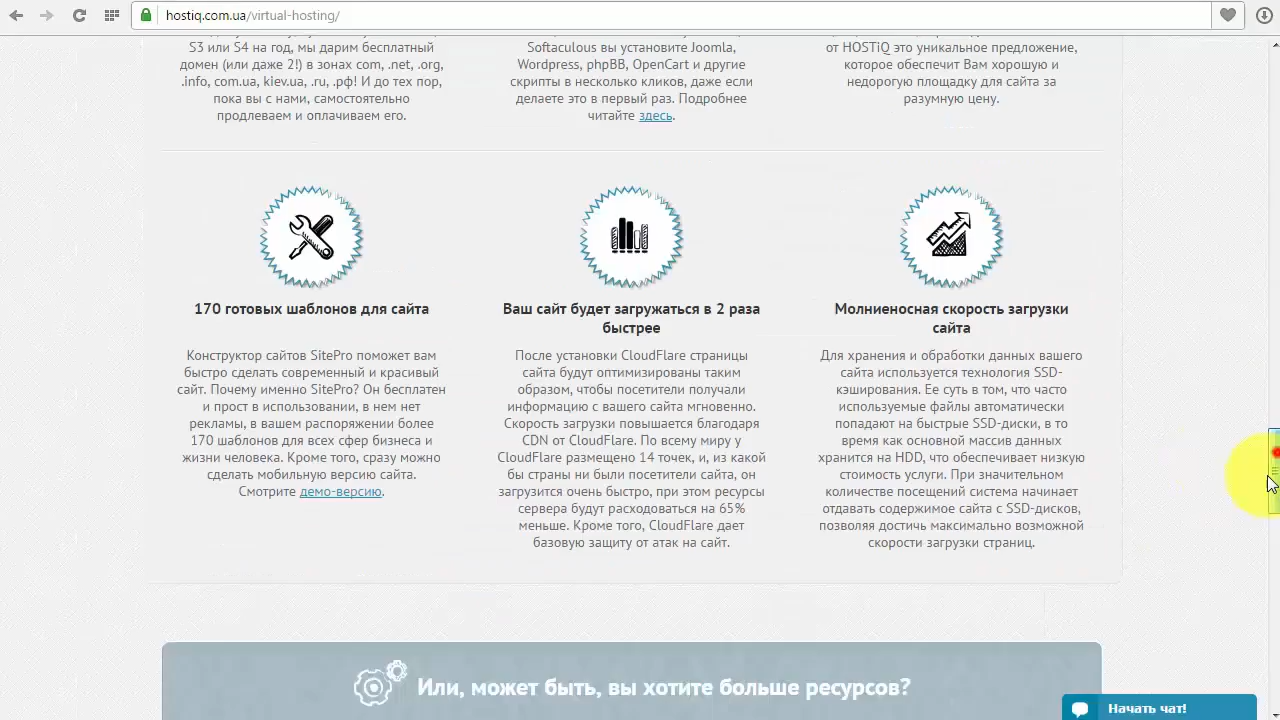 hostiq.com.ua/virtual-hosting/
S3 или S4 на год, мы дарим бесплатный
домен (или даже 2!) в зонах com, .net, .org,
.info, com.ua, kiev.ua, .ru, .рф! И до тех пор,
пока вы с нами, самостоятельно
продлеваем и оплачиваем его.
Softaculous вы установите Joomla,
Wordpress, phpBB, OpenCart и другие
скрипты в несколько кликов, даже если
делаете это в первый раз. Подробнее
читайте здесь.
от HOSTiQ это уникальное предложение,
которое обеспечит Вам хорошую и
недорогую площадку для сайта за
разумную цену.
170 готовых шаблонов для сайта
Конструктор сайтов SitePro поможет вам
быстро сделать современный и красивый
сайт. Почему именно SitePro? Он бесплатен
и прост в использовании, в нем нет
рекламы, в вашем распоряжении более
170 шаблонов для всех сфер бизнеса и
жизни человека. Кроме того, сразу можно
сделать мобильную версию сайта.
Смотрите демо-версию.
Ваш сайт будет загружаться в 2 раза
быстрее
После установки CloudFlare страницы
сайта будут оптимизированы таким
образом, чтобы посетители получали
информацию с вашего сайта мгновенно.
Скорость загрузки повышается благодаря
CDN от CloudFlare. По всему миру у
CloudFlare размещено 14 точек, и, из какой
бы страны ни были посетители сайта, он
загрузится очень быстро, при этом ресурсы
сервера будут расходоваться на 65%
меньше. Кроме того, CloudFlare дает
базовую защиту от атак на сайт.
Молниеносная скорость загрузки
сайта
Для хранения и обработки данных вашего
сайта используется технология SSD-
кэширования. Ее суть в том, что часто
используемые файлы автоматически
попадают на быстрые SSD-диски, в то
время как основной массив данных
хранится на HDD, что обеспечивает низкую
стоимость услуги. При значительном
количестве посещений система начинает
отдавать содержимое сайта с SSD-дисков,
позволяя достичь максимально возможной
скорости загрузки страниц.
Или, может быть, вы хотите больше ресурсов?
Начать чат!